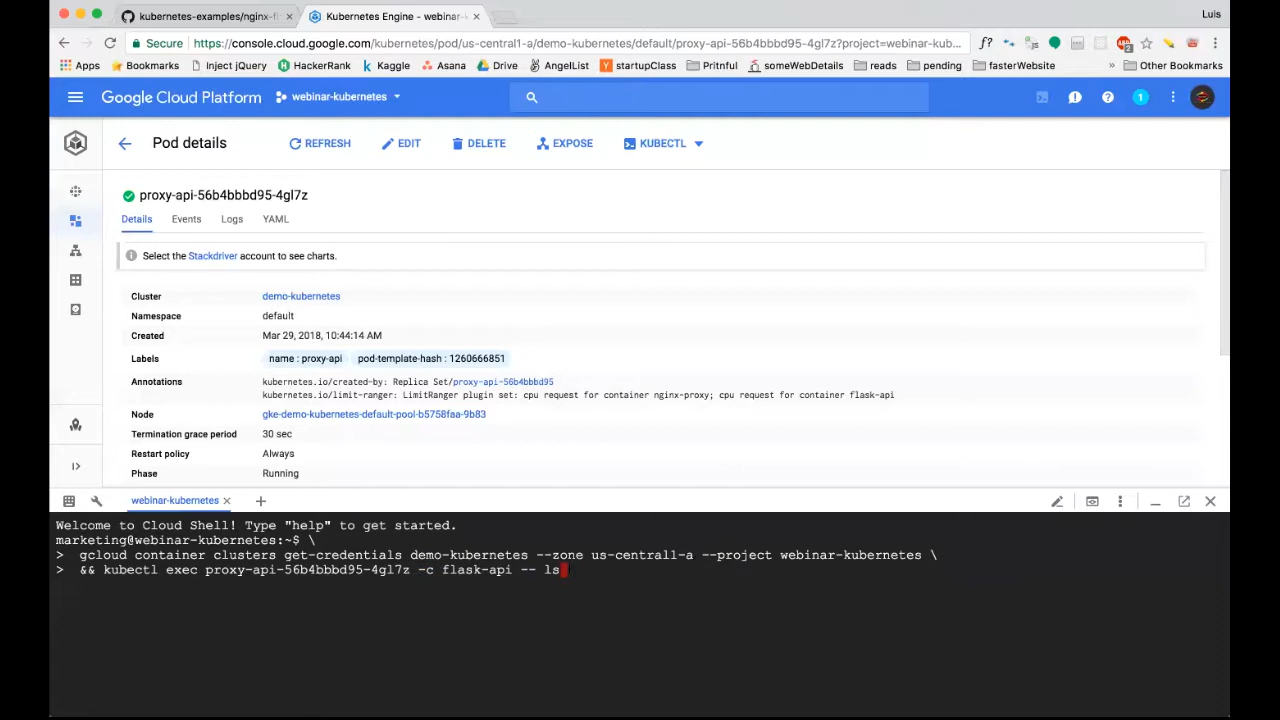 kubernetes-examples/nginx-fl
Kubernetes Engine - webinar-k
Luis
Secure https://console.cloud.google.com/kubernetes/pod/us-central1-a/demo-kubernetes/default/proxy-api-56b4bbbd95-4gl7z?project=webinar-kub...
f?
2
Apps Bookmarks Inject jQuery HackerRank Kaggle Asana Drive AngelList startupClass Pritnful someWebDetails reads pending fasterWebsite » Other Bookmarks
Google Cloud Platform webinar-kubernetes
1
Pod details REFRESH EDIT DELETE EXPOSE KUBECTL
proxy-api-56b4bbbd95-4gl7z
Details Events Logs YAML
Select the Stackdriver account to see charts.
Cluster demo-kubernetes
Namespace default
Created Mar 29, 2018, 10:44:14 AM
Labels name : proxy-api pod-template-hash : 1260666851
Annotations kubernetes.io/created-by: Replica Set/proxy-api-56b4bbbd95
kubernetes.io/limit-ranger: LimitRanger plugin set: cpu request for container nginx-proxy; cpu request for container flask-api
Node gke-demo-kubernetes-default-pool-b5758faa-9b83
Termination grace period 30 sec
Restart policy Always
Phase Running
webinar-kubernetes
Welcome to Cloud Shell! Type "help" to get started.
marketing@webinar-kubernetes:~$ \
> gcloud container clusters get-credentials demo-kubernetes --zone us-central1-a --project webinar-kubernetes \
> && kubectl exec proxy-api-56b4bbbd95-4gl7z -c flask-api -- ls